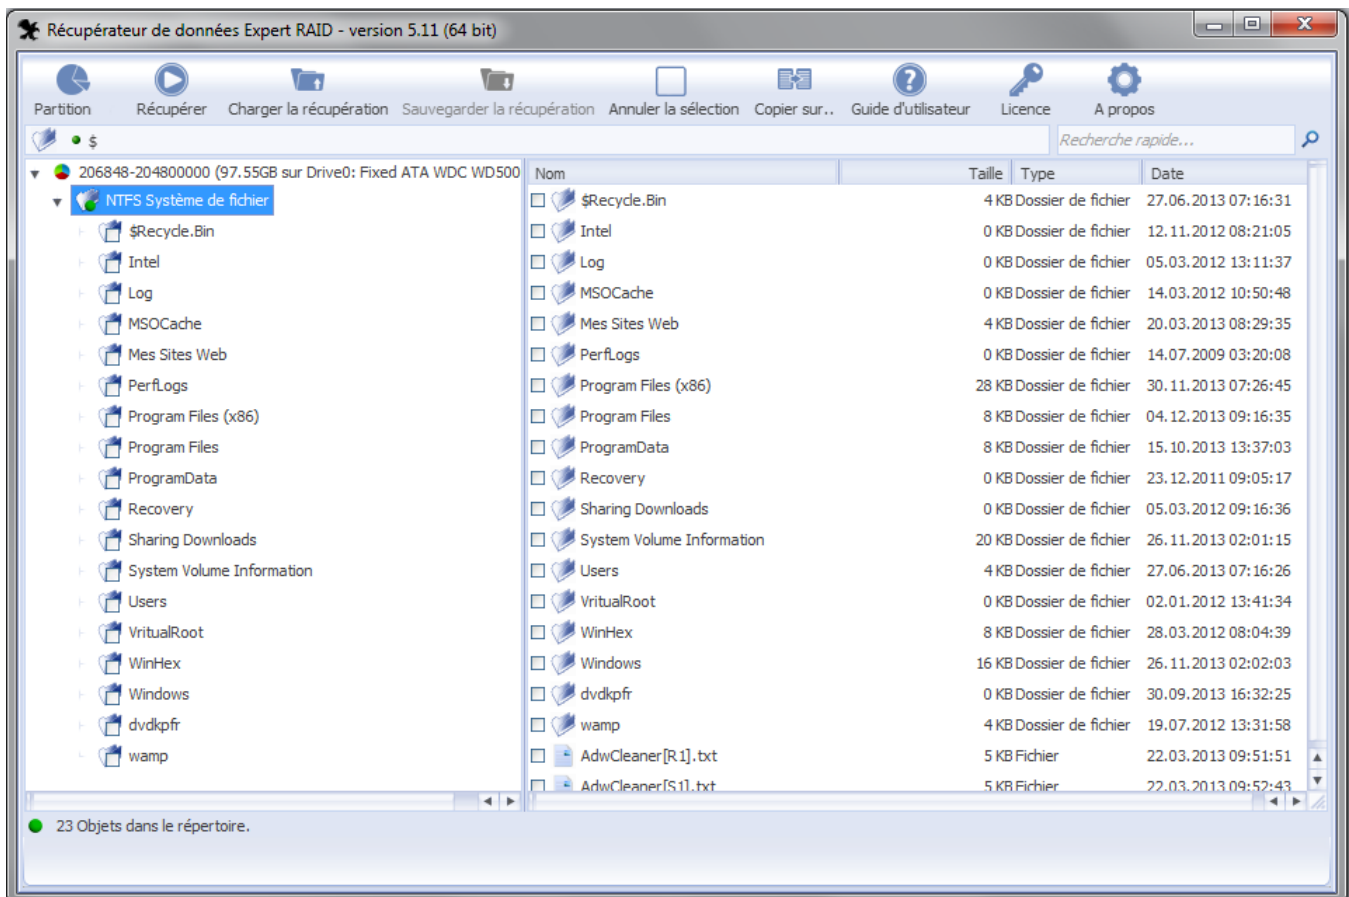 Récupérateur de données Expert RAID - version 5.11 (64 bit)
Partition Récupérer Charger la récupération Sauvegarder la récupération Annuler la sélection Copier sur.. Guide d'utilisateur Licence A propos
$ Recherche rapide...
206848-204800000 (97.55GB sur Drive0: Fixed ATA WDC WD500
NTFS Système de fichier
$Recycle.Bin
Intel
Log
MSOCache
Mes Sites Web
PerfLogs
Program Files (x86)
Program Files
ProgramData
Recovery
Sharing Downloads
System Volume Information
Users
VritualRoot
WinHex
Windows
dvdkpfr
wamp
Nom Taille Type Date
$Recycle.Bin 4 KB Dossier de fichier 27.06.2013 07:16:31
Intel 0 KB Dossier de fichier 12.11.2012 08:21:05
Log 0 KB Dossier de fichier 05.03.2012 13:11:37
MSOCache 0 KB Dossier de fichier 14.03.2012 10:50:48
Mes Sites Web 4 KB Dossier de fichier 20.03.2013 08:29:35
PerfLogs 0 KB Dossier de fichier 14.07.2009 03:20:08
Program Files (x86) 28 KB Dossier de fichier 30.11.2013 07:26:45
Program Files 8 KB Dossier de fichier 04.12.2013 09:16:35
ProgramData 8 KB Dossier de fichier 15.10.2013 13:37:03
Recovery 0 KB Dossier de fichier 23.12.2011 09:05:17
Sharing Downloads 0 KB Dossier de fichier 05.03.2012 09:16:36
System Volume Information 20 KB Dossier de fichier 26.11.2013 02:01:15
Users 4 KB Dossier de fichier 27.06.2013 07:16:26
VritualRoot 0 KB Dossier de fichier 02.01.2012 13:41:34
WinHex 8 KB Dossier de fichier 28.03.2012 08:04:39
Windows 16 KB Dossier de fichier 26.11.2013 02:02:03
dvdkpfr 0 KB Dossier de fichier 30.09.2013 16:32:25
wamp 4 KB Dossier de fichier 19.07.2012 13:31:58
AdwCleaner[R1].txt 5 KB Fichier 22.03.2013 09:51:51
AdwCleaner[S1].txt 5 KB Fichier 22.03.2013 09:52:43
23 Objets dans le répertoire.